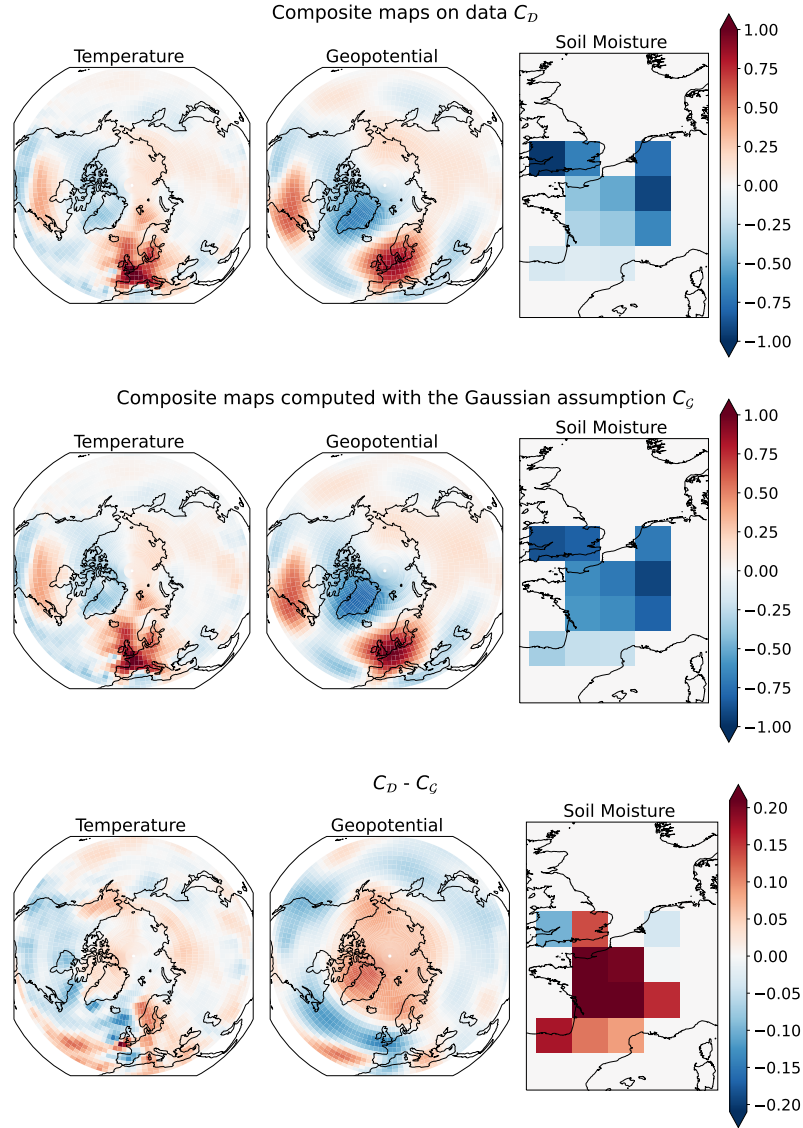 Composite maps on data C_D
Temperature
Geopotential
Soil Moisture
1.00
0.75
0.50
0.25
0.00
−0.25
−0.50
−0.75
−1.00
Composite maps computed with the Gaussian assumption C_G
Temperature
Geopotential
Soil Moisture
1.00
0.75
0.50
0.25
0.00
−0.25
−0.50
−0.75
−1.00
C_D - C_G
Temperature
Geopotential
Soil Moisture
0.20
0.15
0.10
0.05
0.00
−0.05
−0.10
−0.15
−0.20